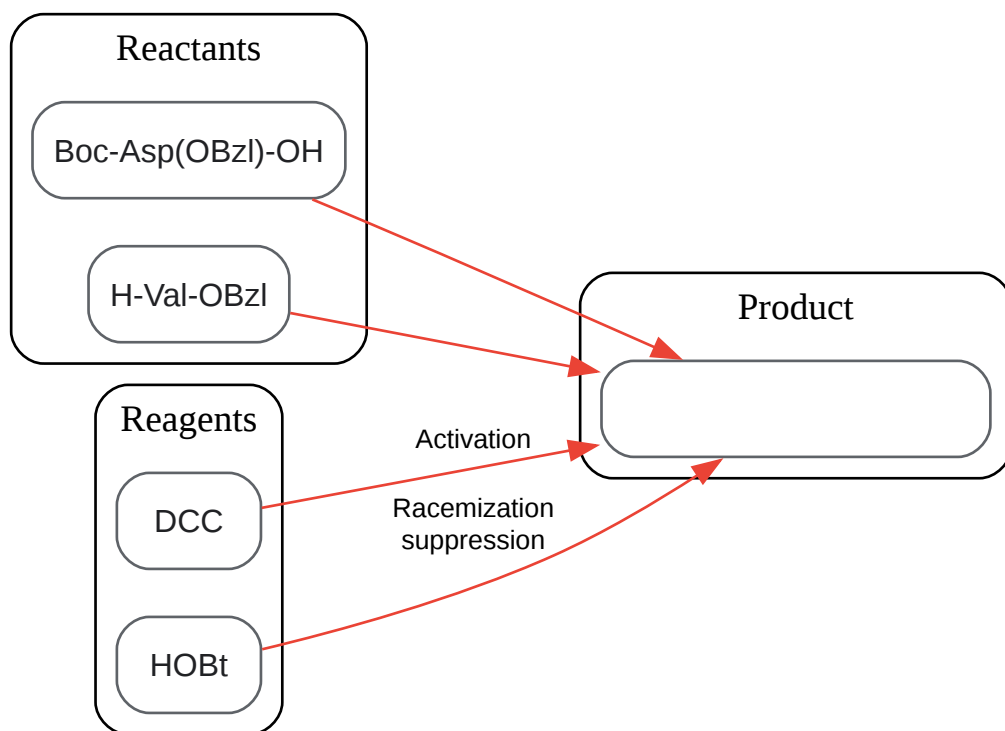 Reactants
Boc-Asp(OBzl)-OH
H-Val-OBzl
Product
Reagents
Activation
DCC
Racemization
suppression
HOBt